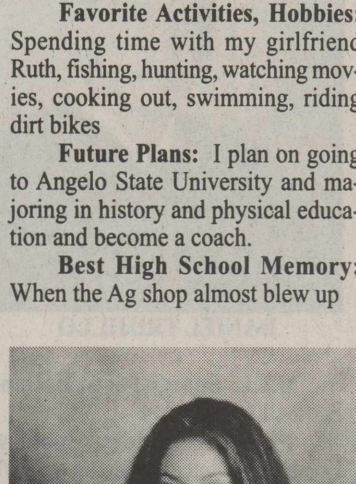 Favorite Activities, Hobbies:
Spending time with my girlfriend
Ruth, fishing, hunting, watching mov-
ies, cooking out, swimming, riding
dirt bikes
Future Plans: I plan on going
to Angelo State University and ma-
joring in history and physical educa-
tion and become a coach.
Best High School Memory:
When the Ag shop almost blew up